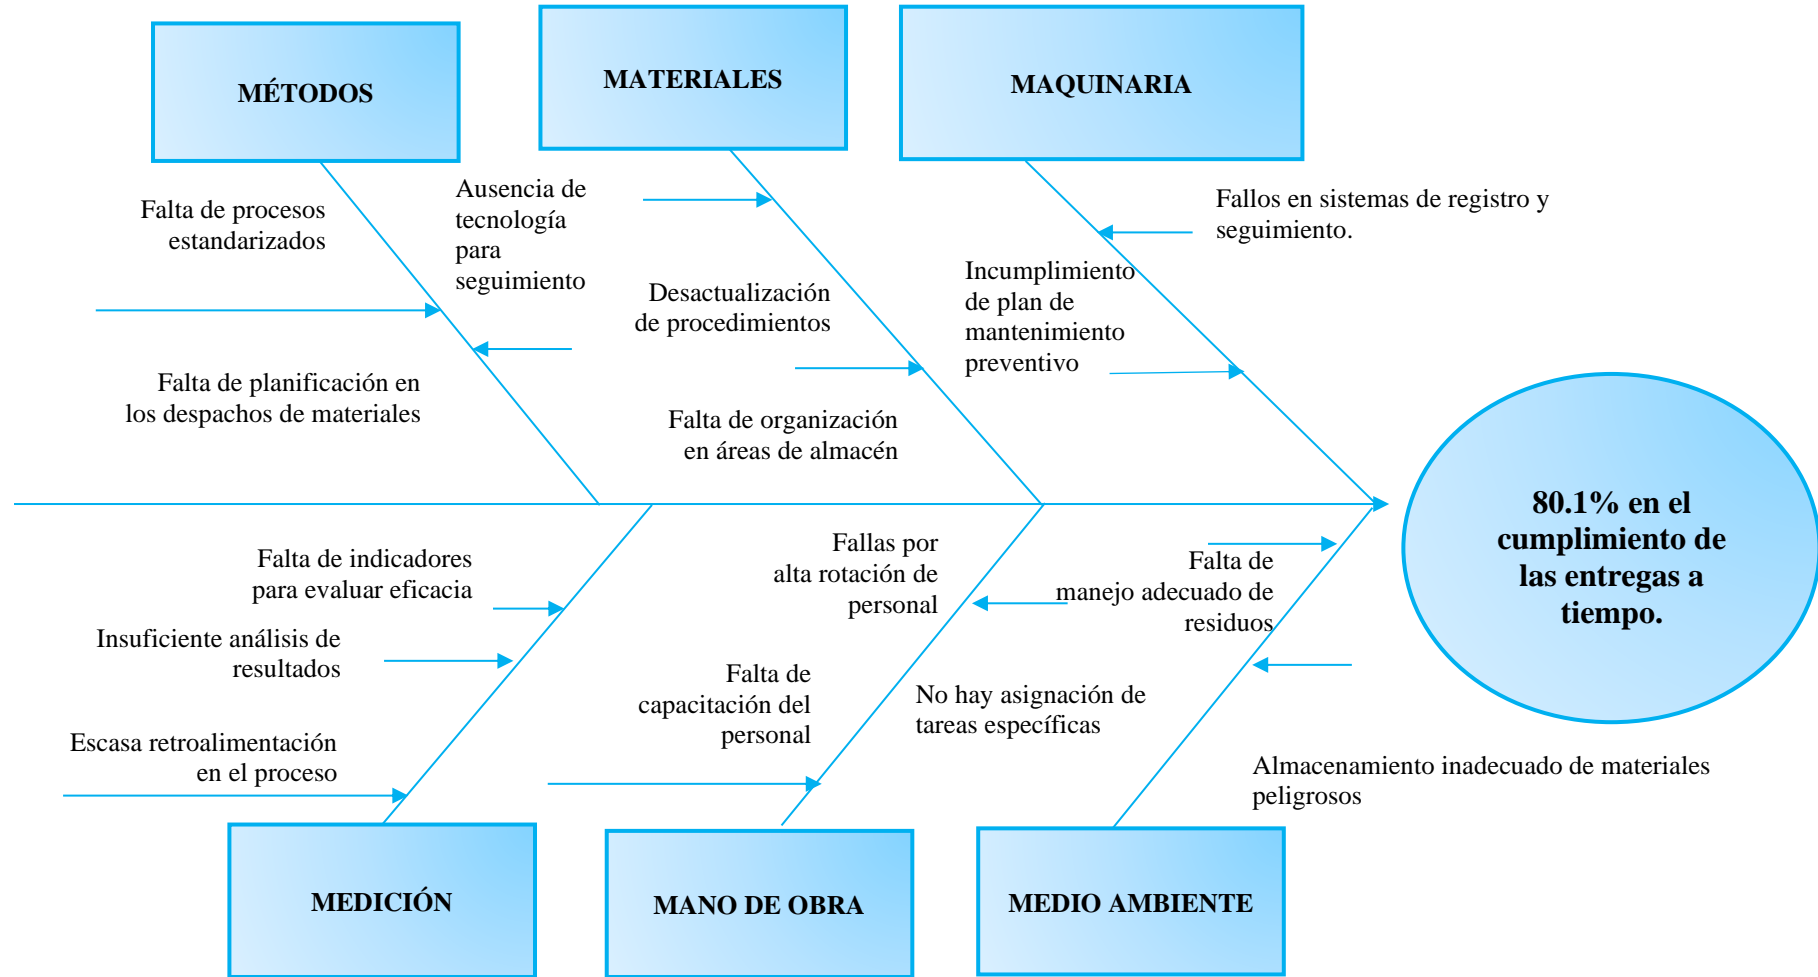 MÉTODOS
MATERIALES
MAQUINARIA
Falta de procesos
estandarizados
Ausencia de
tecnología
para
seguimiento
Fallos en sistemas de registro y
seguimiento.
Desactualización
de procedimientos
Incumplimiento
de plan de
mantenimiento
preventivo
Falta de planificación en
los despachos de materiales
Falta de organización
en áreas de almacén
80.1% en el
cumplimiento de
las entregas a
tiempo.
Falta de indicadores
para evaluar eficacia
Fallas por
alta rotación de
personal
Falta de
manejo adecuado de
residuos
Insuficiente análisis de
resultados
Falta de
capacitación del
personal
No hay asignación de
tareas específicas
Escasa retroalimentación
en el proceso
Almacenamiento inadecuado de materiales
peligrosos
MEDICIÓN
MANO DE OBRA
MEDIO AMBIENTE